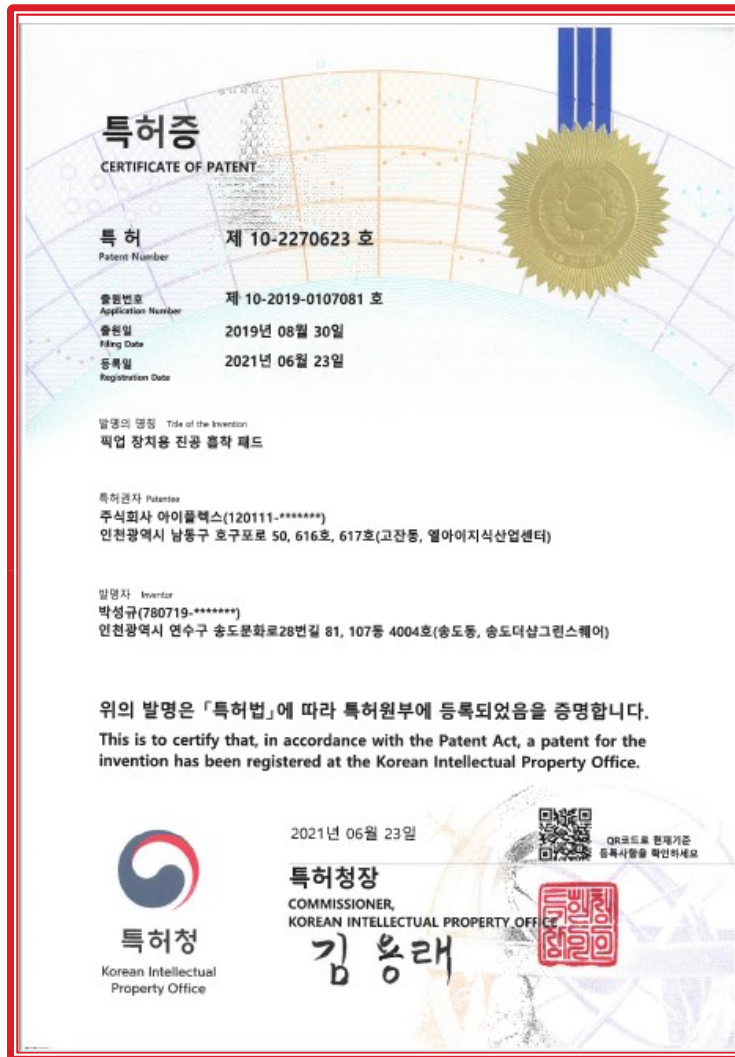 특허증
CERTIFICATE OF PATENT
특 허 제 10-2270623 호
Patent Number
출원번호 제 10-2019-0107081 호
Application Number
출원일 2019년 08월 30일
Filing Date
등록일 2021년 06월 23일
Registration Date
발명의 명칭 Title of the Invention
픽업 장치용 진공 흡착 패드
특허권자 Patentee
주식회사 아이플렉스(120111-*******)
인천광역시 남동구 호구포로 50, 616호, 617호(고잔동, 엘아이지식산업센터)
발명자 Inventor
박성규(780719-*******)
인천광역시 연수구 송도문화로28번길 81, 107동 4004호(송도동, 송도더샵그린스퀘어)
위의 발명은 「특허법」에 따라 특허원부에 등록되었음을 증명합니다.
This is to certify that, in accordance with the Patent Act, a patent for the
invention has been registered at the Korean Intellectual Property Office.
2021년 06월 23일
QR코드로 현재기준
등록사항을 확인하세요
특허청장
COMMISSIONER,
KOREAN INTELLECTUAL PROPERTY OFFICE
김용래
특허청
Korean Intellectual
Property Office